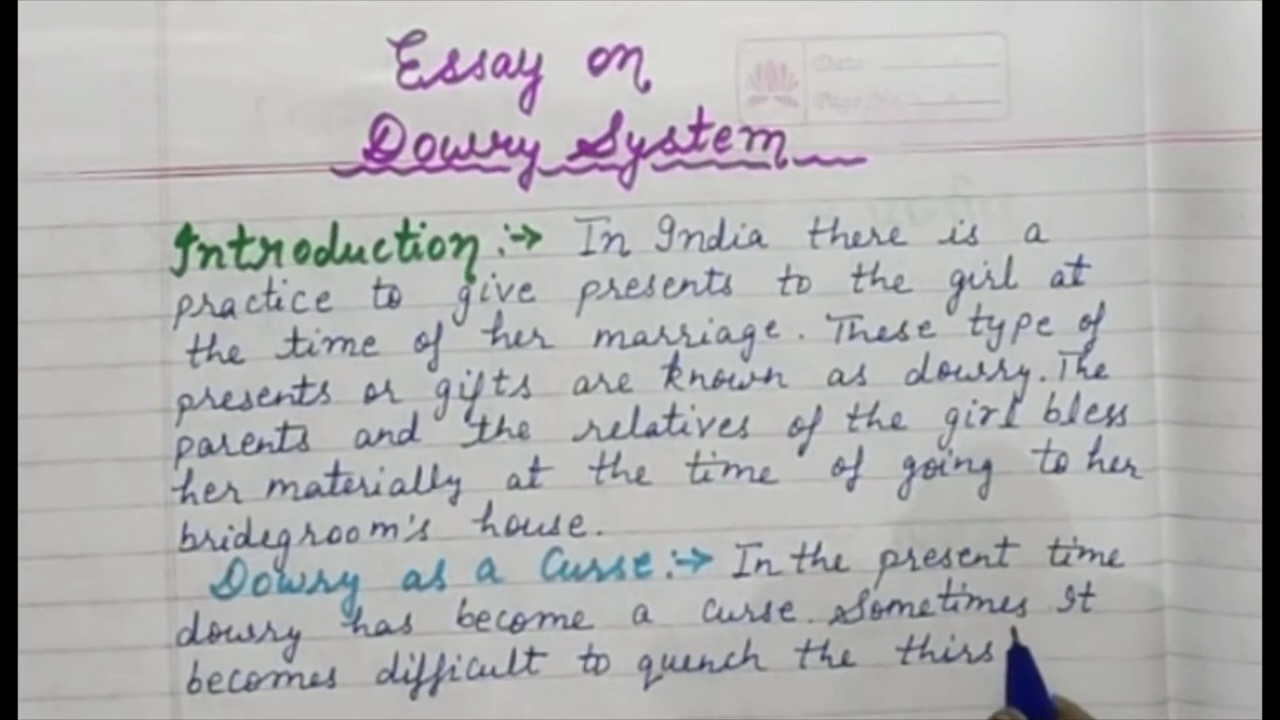 Essay on
Dowry System
Date
Page No.
Introduction :→ In India there is a
practice to give presents to the girl at
the time of her marriage. These type of
presents or gifts are known as dowry. The
parents and the relatives of the girl bless
her materially at the time of going to her
bridegroom's house.
Dowry as a Curse :→ In the present time
dowry has become a curse. Sometimes It
becomes difficult to quench the thirs